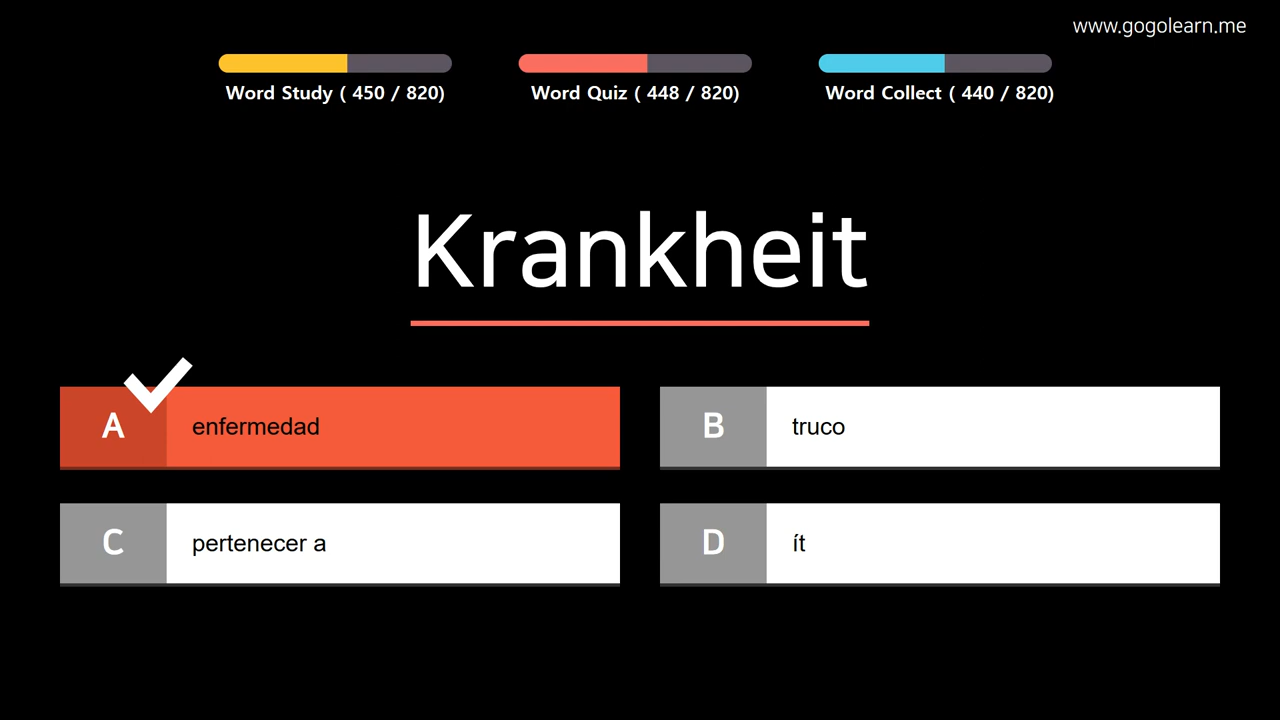 www.gogolearn.me
Word Study ( 450 / 820)
Word Quiz ( 448 / 820)
Word Collect ( 440 / 820)
Krankheit
A enfermedad
B truco
C pertenecer a
D ít